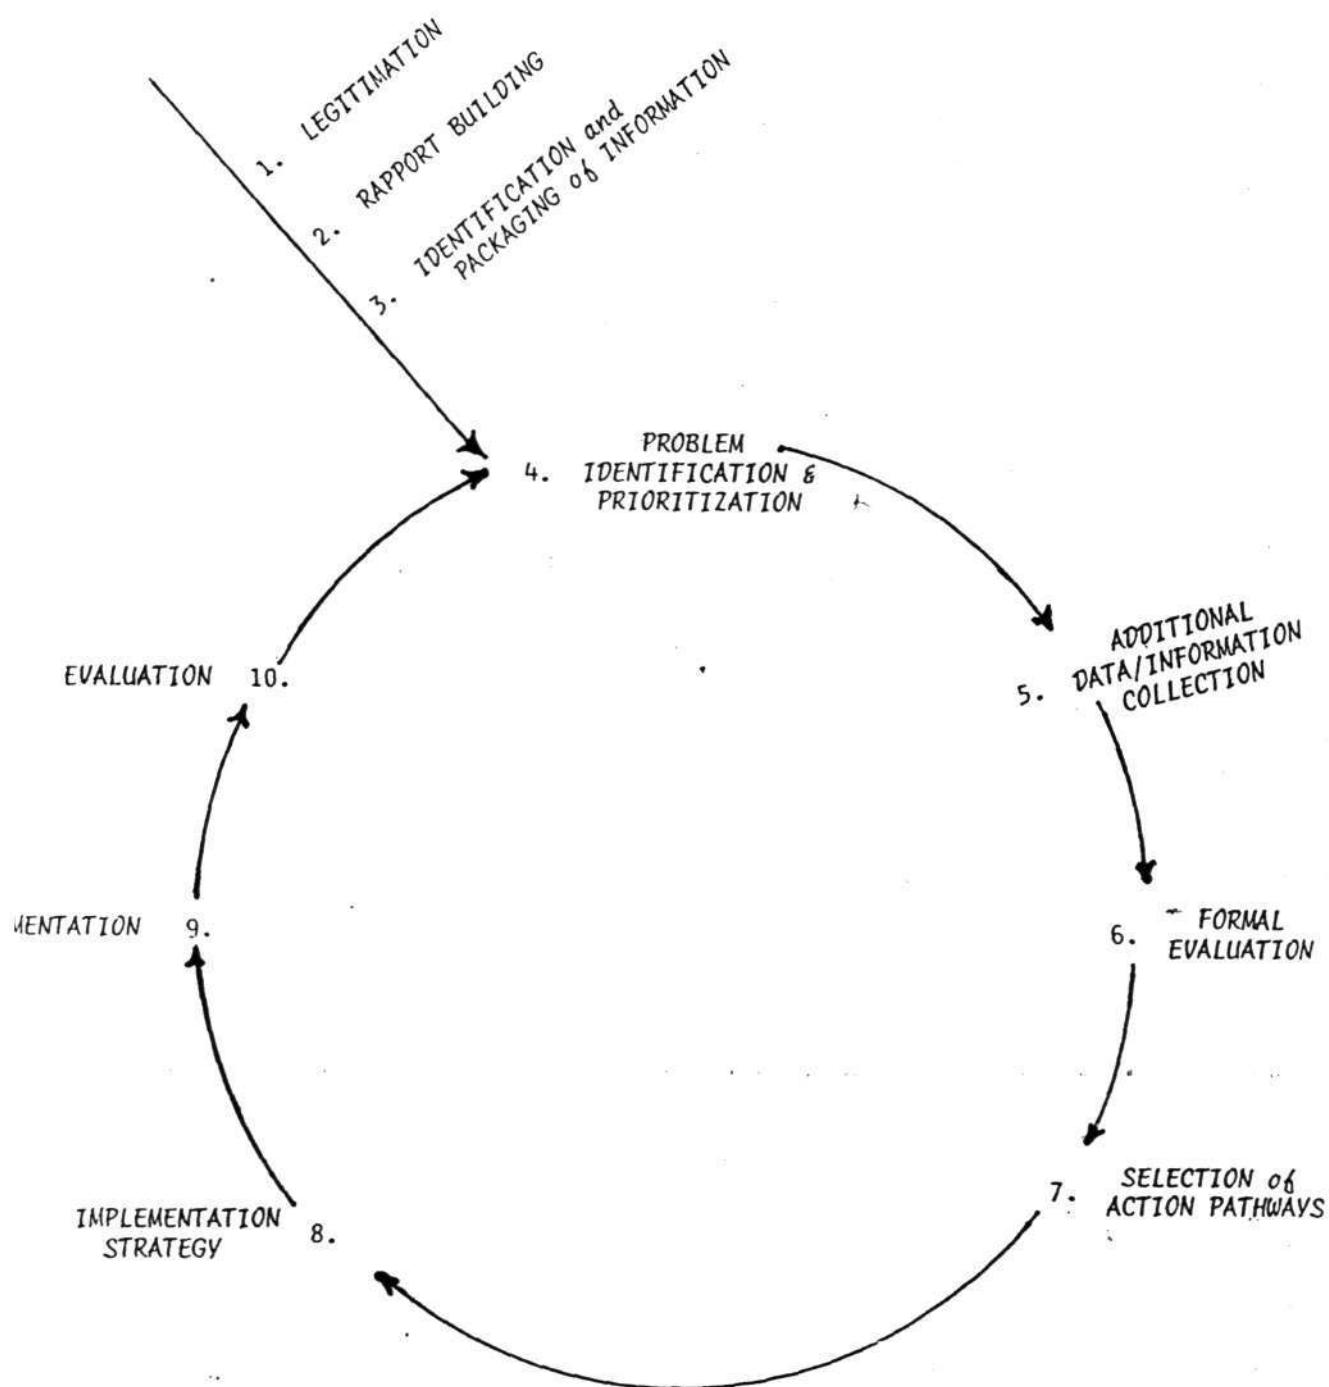 1. LEGITIMATION
2. RAPPORT BUILDING
3. IDENTIFICATION and
PACKAGING of INFORMATION
4. PROBLEM
IDENTIFICATION &
PRIORITIZATION
5. ADDITIONAL
DATA/INFORMATION
COLLECTION
6. FORMAL
EVALUATION
7. SELECTION of
ACTION PATHWAYS
8. IMPLEMENTATION
STRATEGY
9. MENTATION
10. EVALUATION